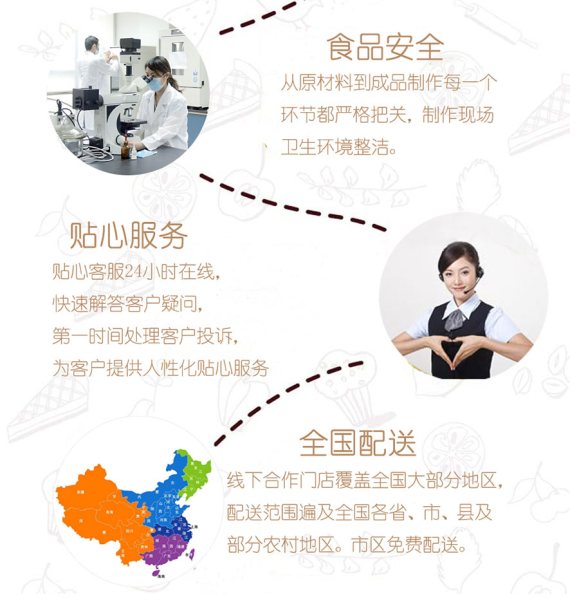 食品安全
从原材料到成品制作每一个
环节都严格把关，制作现场
卫生环境整洁。
贴心服务
贴心客服24小时在线，
快速解答客户疑问，
第一时间处理客户投诉，
为客户提供人性化贴心服务
全国配送
线下合作门店覆盖全国大部分地区，
配送范围遍及全国各省、市、县及
部分农村地区。市区免费配送。